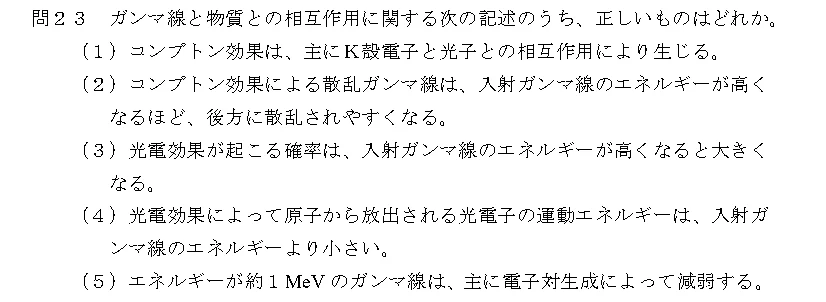 問２３　ガンマ線と物質との相互作用に関する次の記述のうち、正しいものはどれか。
（１）コンプトン効果は、主にＫ殻電子と光子との相互作用により生じる。
（２）コンプトン効果による散乱ガンマ線は、入射ガンマ線のエネルギーが高く
なるほど、後方に散乱されやすくなる。
（３）光電効果が起こる確率は、入射ガンマ線のエネルギーが高くなると大きく
なる。
（４）光電効果によって原子から放出される光電子の運動エネルギーは、入射ガ
ンマ線のエネルギーより小さい。
（５）エネルギーが約１MeV のガンマ線は、主に電子対生成によって減弱する。